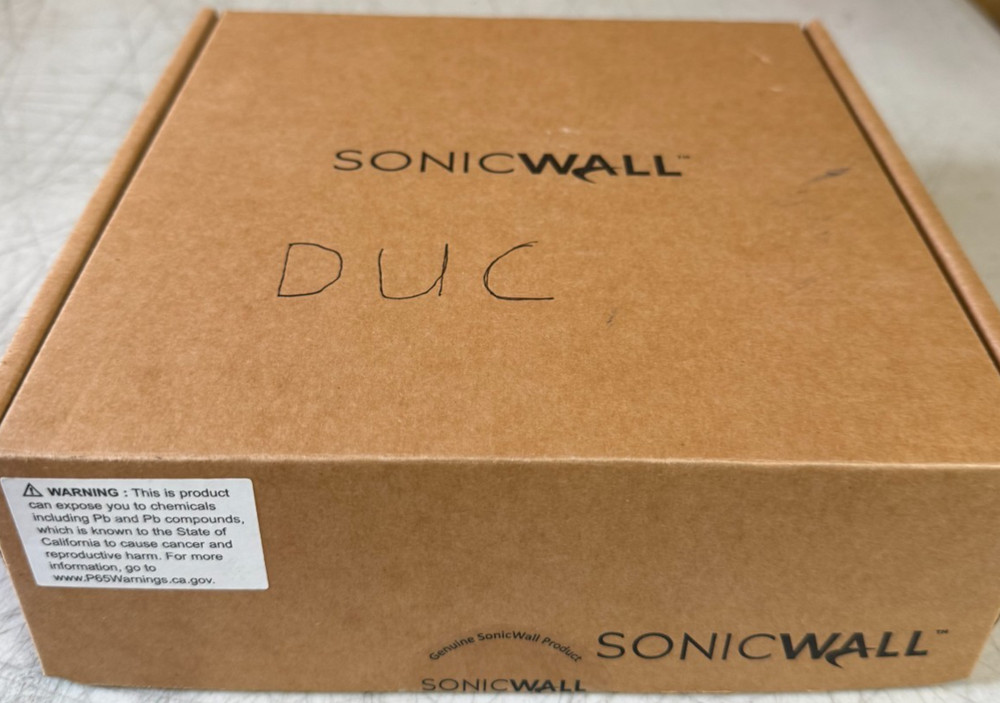 SONICWALL™
DUC
⚠ WARNING : This is product
can expose you to chemicals
including Pb and Pb compounds,
which is known to the State of
California to cause cancer and
reproductive harm. For more
information, go to
www.P65Warnings.ca.gov.
Genuine SonicWall Product
SONICWALL
SONICWALL™